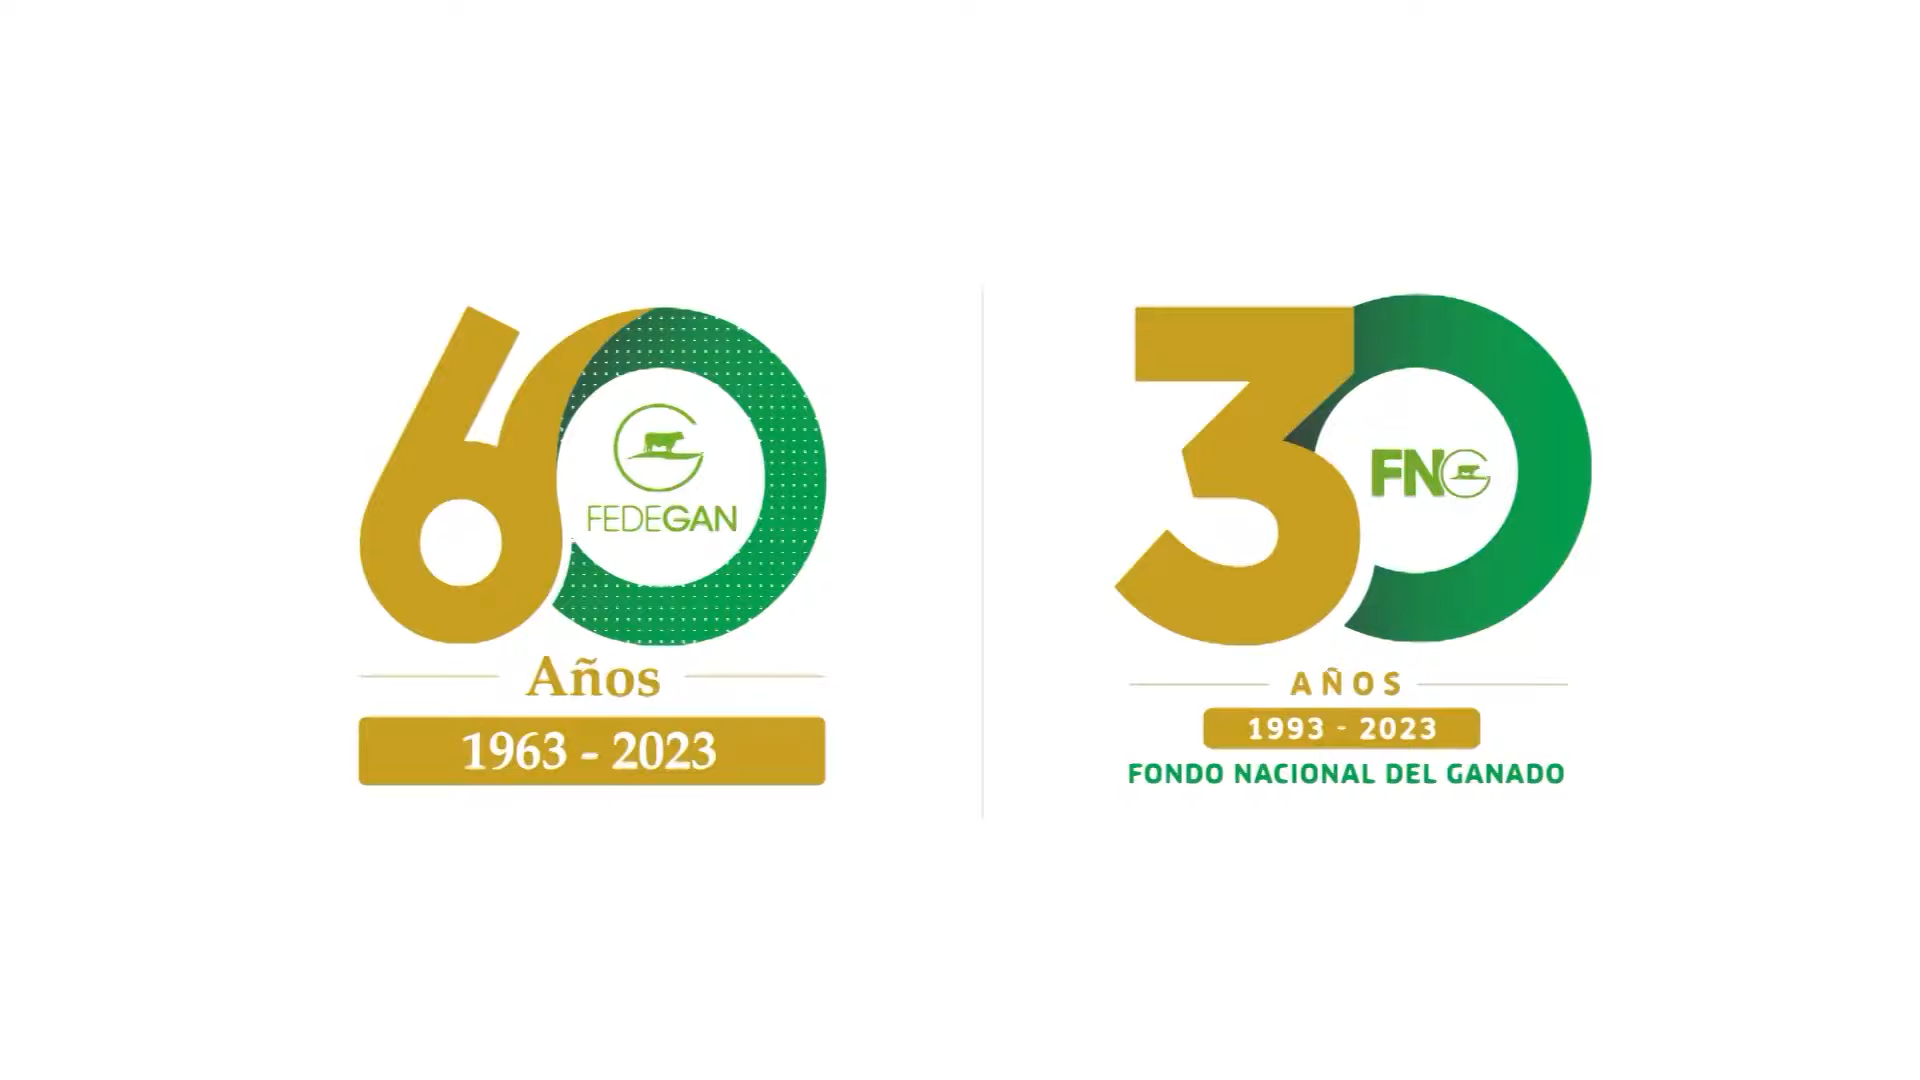 60
FEDEGAN
Años
1963 - 2023
30
FNG
AÑOS
1993 - 2023
FONDO NACIONAL DEL GANADO